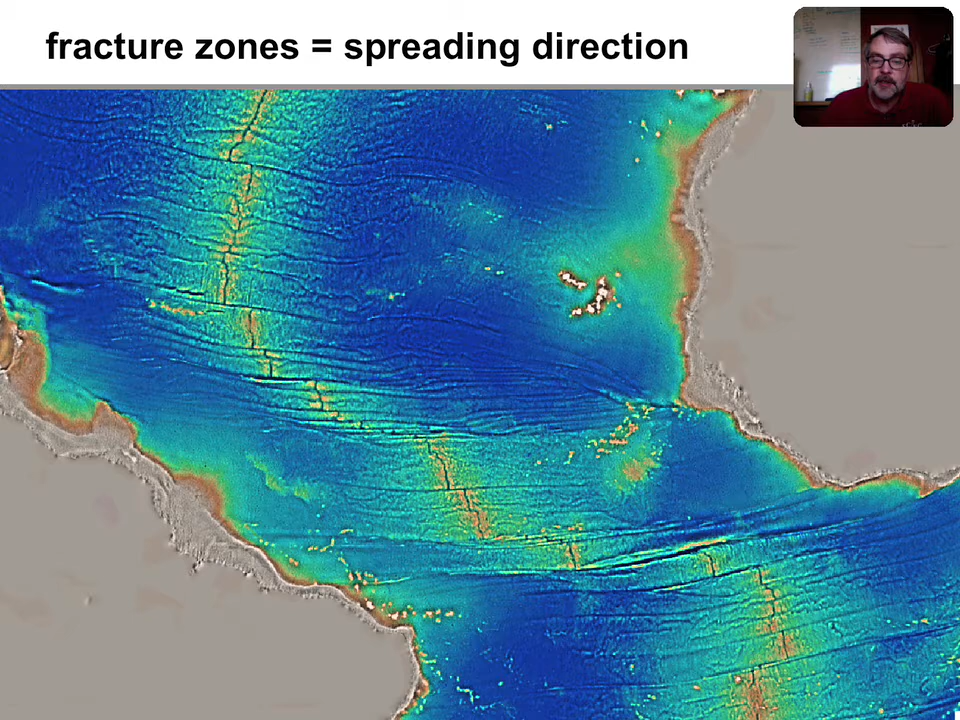 fracture zones = spreading direction